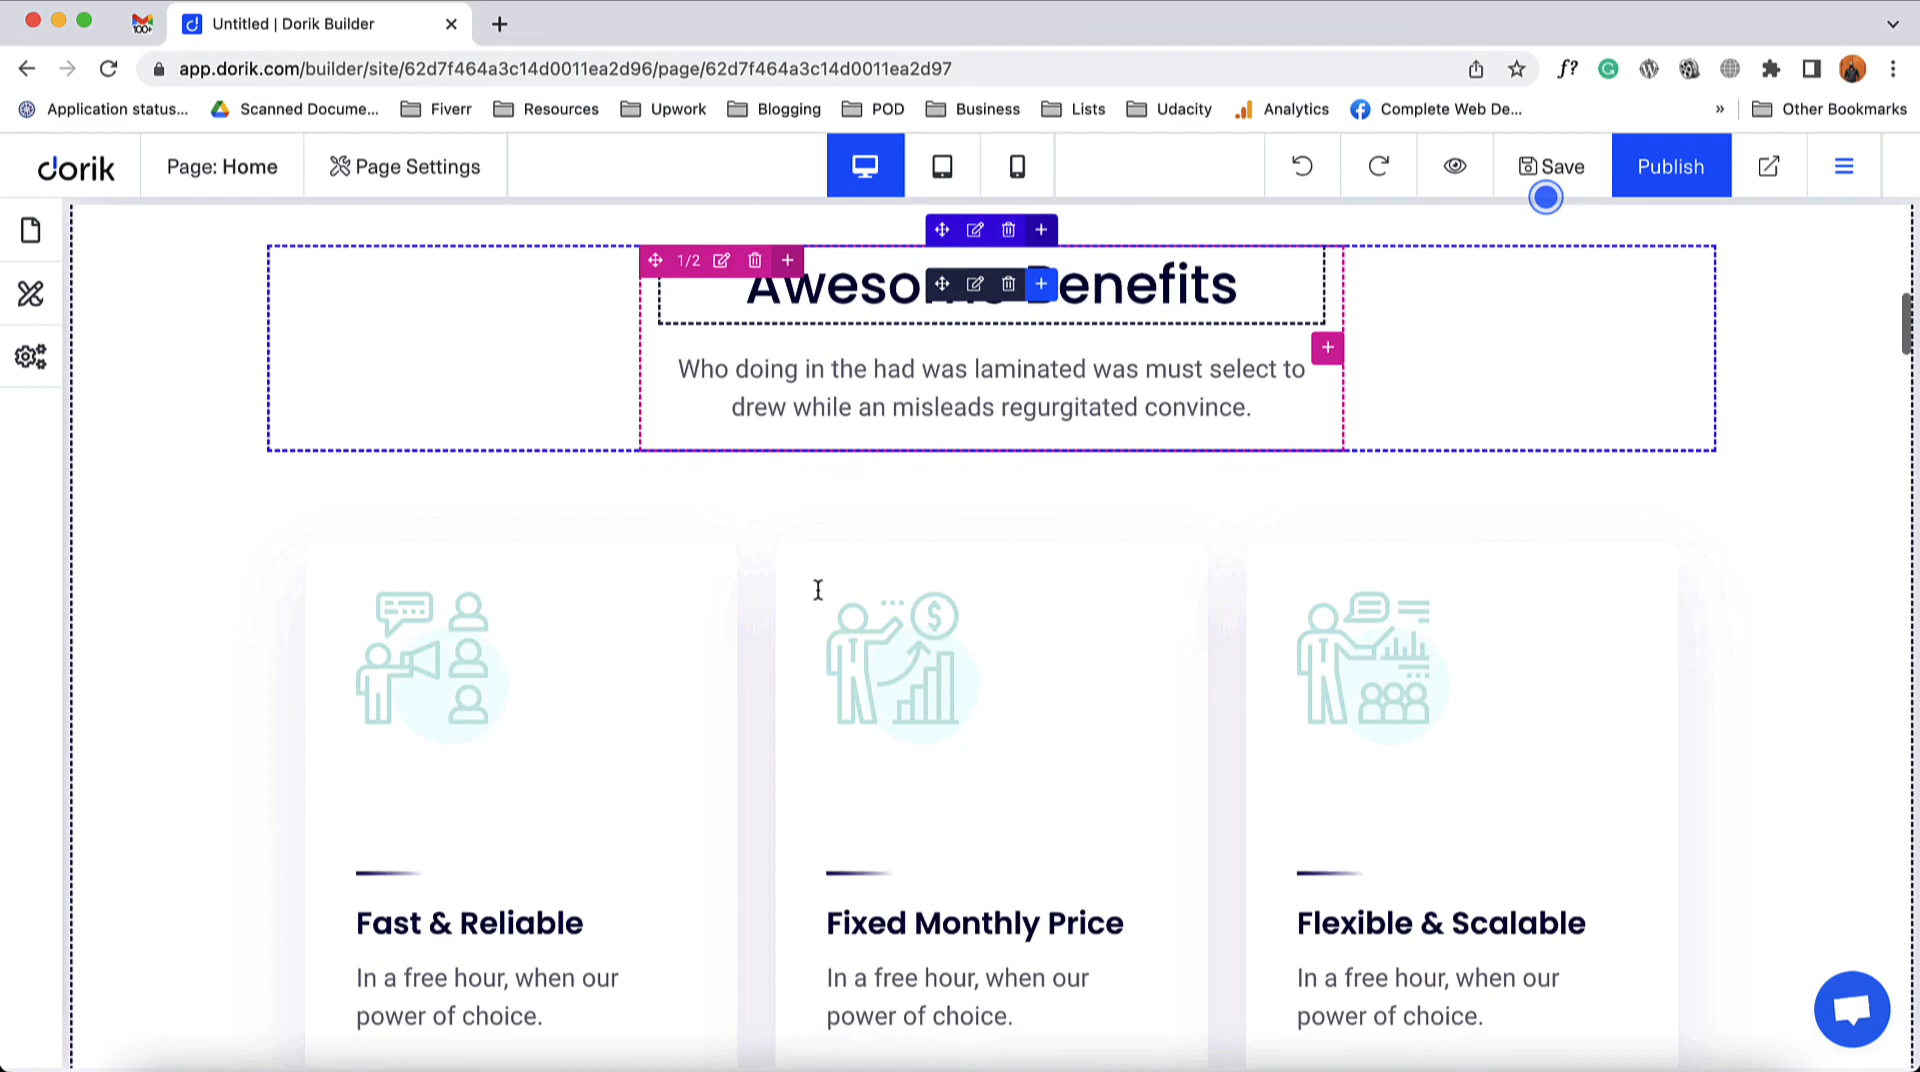 100+
Untitled | Dorik Builder
app.dorik.com/builder/site/62d7f464a3c14d0011ea2d96/page/62d7f464a3c14d0011ea2d97
f?
Application status...
Scanned Docume...
Fiverr
Resources
Upwork
Blogging
POD
Business
Lists
Udacity
Analytics
Complete Web De...
»
Other Bookmarks
dorik
Page: Home
Page Settings
Save
Publish
1/2
Awesome Benefits
Who doing in the had was laminated was must select to
drew while an misleads regurgitated convince.
Fast & Reliable
In a free hour, when our
power of choice.
Fixed Monthly Price
In a free hour, when our
power of choice.
Flexible & Scalable
In a free hour, when our
power of choice.